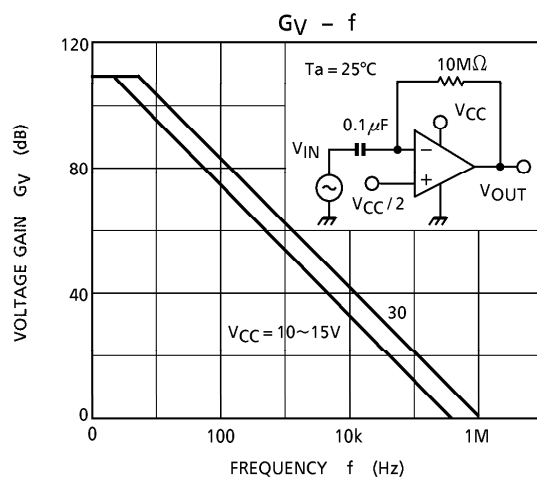 GV – f
120
80
40
0
VOLTAGE GAIN GV (dB)
Ta = 25°C
10MΩ
0.1μF
VCC
VIN
−
+
VCC / 2
VOUT
30
VCC = 10~15V
0
100
10k
1M
FREQUENCY f (Hz)